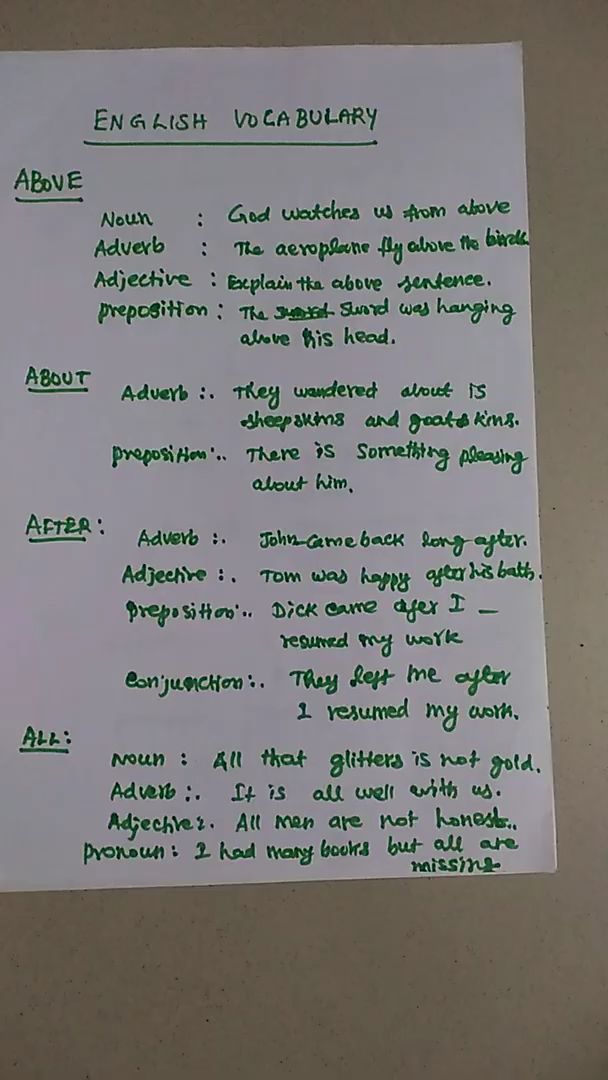 ENGLISH VOCABULARY
ABOVE
Noun : God watches us from above
Adverb : The aeroplane fly above the birds.
Adjective : Explain the above sentence.
preposition : The Sword was hanging
above his head.
ABOUT
Adverb :. They wandered about is
sheepskins and goatskins.
preposition :. There is something pleasing
about him.
AFTER :
Adverb :. John came back long after.
Adjective :. Tom was happy after his bath.
preposition :. Dick came after I –
resumed my work
conjunction :. They left me after
I resumed my work.
ALL :
Noun : All that glitters is not gold.
Adverb :. It is all well with us.
Adjective :. All men are not honest..
pronoun : I had many books but all are
missing